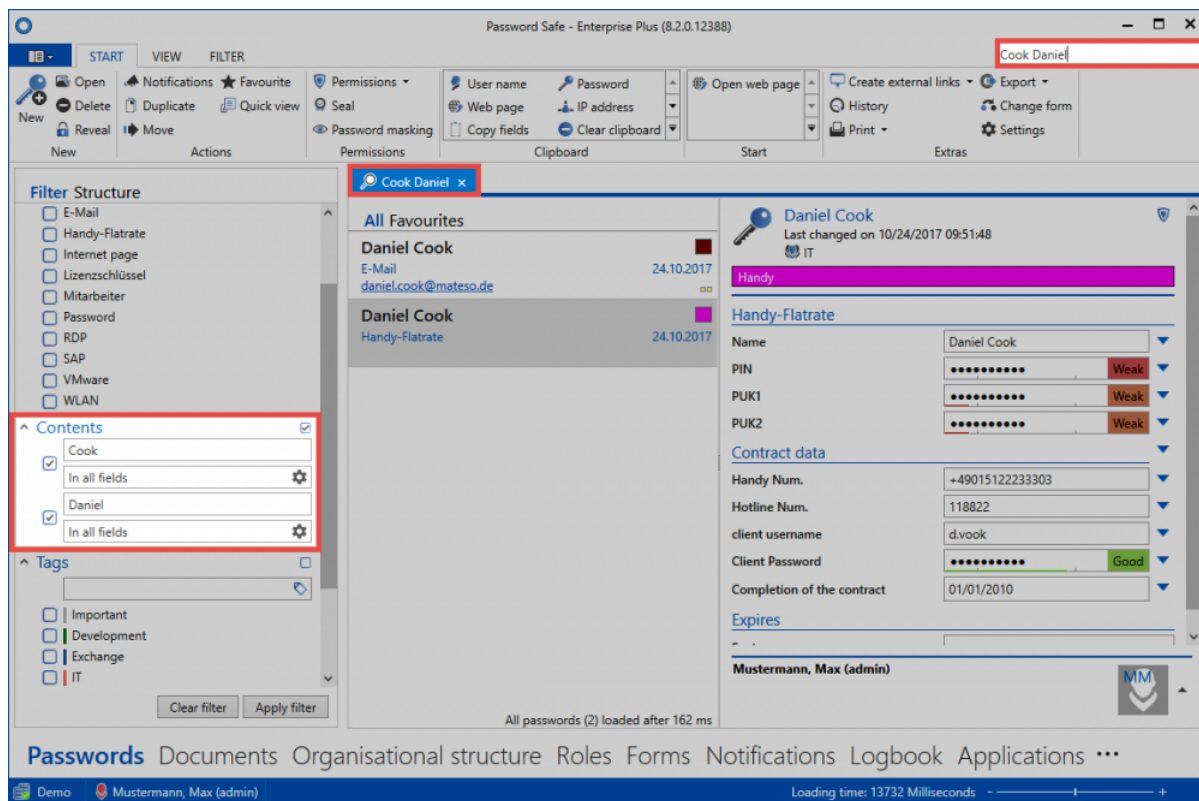 Password Safe - Enterprise Plus (8.2.0.12388)
START VIEW FILTER
Cook Daniel
New
Open
Delete
Reveal
New
Notifications Favourite
Duplicate Quick view
Move
Actions
Permissions
Seal
Password masking
Permissions
User name Password
Web page IP address
Copy fields Clear clipboard
Clipboard
Open web page
Start
Create external links Export
History Change form
Print Settings
Extras
Filter Structure
E-Mail
Handy-Flatrate
Internet page
Lizenzschlüssel
Mitarbeiter
Password
RDP
SAP
VMware
WLAN
Contents
Cook
In all fields
Daniel
In all fields
Tags
Important
Development
Exchange
IT
Clear filter Apply filter
Cook Daniel x
All Favourites
Daniel Cook
E-Mail 24.10.2017
daniel.cook@mateso.de
Daniel Cook
Handy-Flatrate 24.10.2017
All passwords (2) loaded after 162 ms
Daniel Cook
Last changed on 10/24/2017 09:51:48
IT
Handy
Handy-Flatrate
Name Daniel Cook
PIN ●●●●●●●●●● Weak
PUK1 ●●●●●●●●●● Weak
PUK2 ●●●●●●●●●● Weak
Contract data
Handy Num. +49015122233303
Hotline Num. 118822
client username d.vook
Client Password ●●●●●●●●●● Good
Completion of the contract 01/01/2010
Expires
Mustermann, Max (admin)
MM
Passwords Documents Organisational structure Roles Forms Notifications Logbook Applications •••
Demo Mustermann, Max (admin) Loading time: 13732 Milliseconds - +